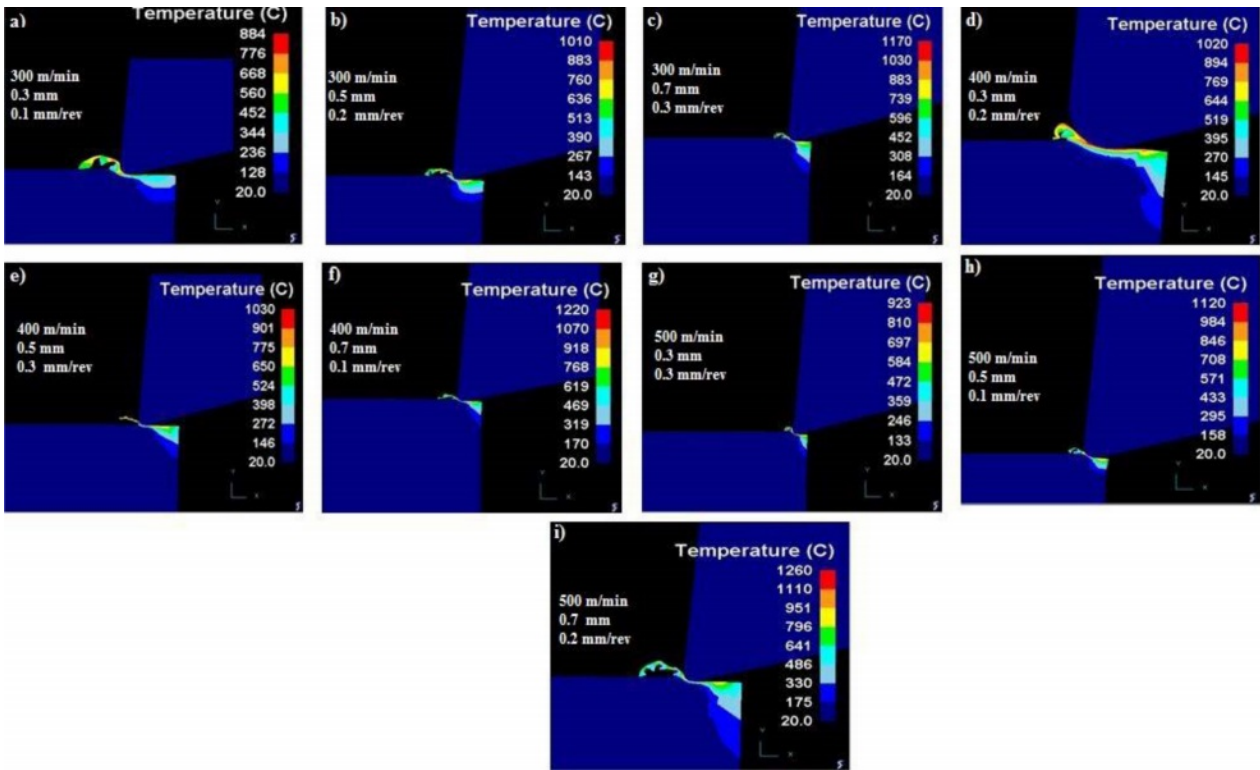 a)
Temperature (C)
884
776
668
560
452
344
236
128
20.0
300 m/min
0.3 mm
0.1 mm/rev
Y
X
b)
Temperature (C)
1010
883
760
636
513
390
267
143
20.0
300 m/min
0.5 mm
0.2 mm/rev
Y
X
c)
Temperature (C)
1170
1030
883
739
596
452
308
164
20.0
300 m/min
0.7 mm
0.3 mm/rev
Y
X
d)
Temperature (C)
1020
894
769
644
519
395
270
145
20.0
400 m/min
0.3 mm
0.2 mm/rev
Y
X
e)
Temperature (C)
1030
901
775
650
524
398
272
146
20.0
400 m/min
0.5 mm
0.3 mm/rev
Y
X
f)
Temperature (C)
1220
1070
918
768
619
469
319
170
20.0
400 m/min
0.7 mm
0.1 mm/rev
Y
X
g)
Temperature (C)
923
810
697
584
472
359
246
133
20.0
500 m/min
0.3 mm
0.3 mm/rev
Y
X
h)
Temperature (C)
1120
984
846
708
571
433
295
158
20.0
500 m/min
0.5 mm
0.1 mm/rev
Y
X
i)
Temperature (C)
1260
1110
951
796
641
486
330
175
20.0
500 m/min
0.7 mm
0.2 mm/rev
Y
X